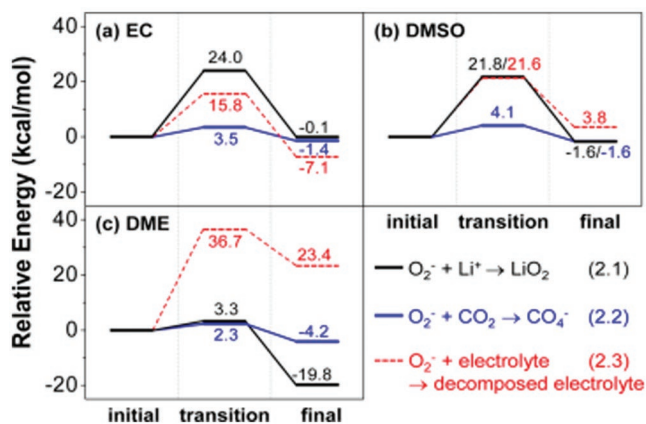 Relative Energy (kcal/mol)
40
20
0
-20
(a) EC
24.0
15.8
3.5
-0.1
-1.4
-7.1
(b) DMSO
21.8/21.6
4.1
3.8
-1.6/-1.6
initial transition final
40
20
0
-20
(c) DME
36.7
23.4
3.3
2.3
-4.2
-19.8
initial transition final
O₂⁻ + Li⁺ → LiO₂ (2.1)
O₂⁻ + CO₂ → CO₄⁻ (2.2)
O₂⁻ + electrolyte (2.3)
→ decomposed electrolyte